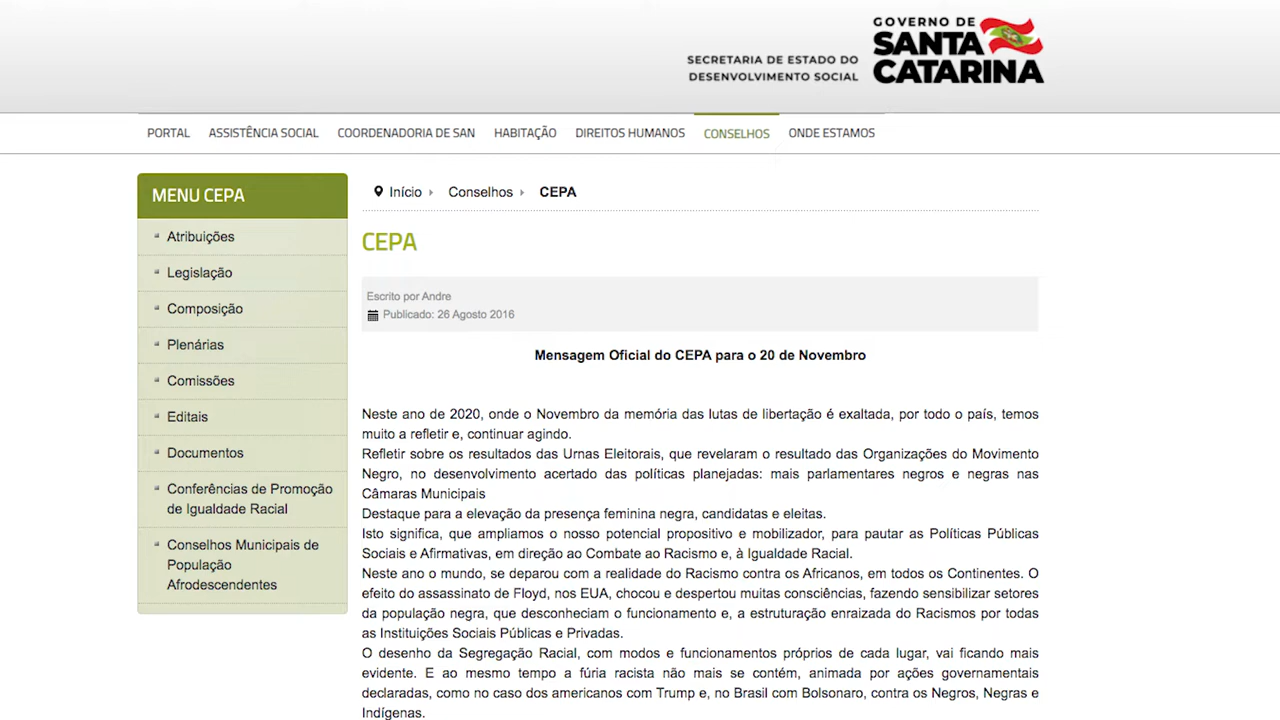 GOVERNO DE
SANTA
CATARINA
SECRETARIA DE ESTADO DO
DESENVOLVIMENTO SOCIAL
PORTAL ASSISTÊNCIA SOCIAL COORDENADORIA DE SAN HABITAÇÃO DIREITOS HUMANOS CONSELHOS ONDE ESTAMOS
MENU CEPA
Atribuições
Legislação
Composição
Plenárias
Comissões
Editais
Documentos
Conferências de Promoção
de Igualdade Racial
Conselhos Municipais de
População
Afrodescendentes
Início Conselhos CEPA
CEPA
Escrito por Andre
Publicado: 26 Agosto 2016
Mensagem Oficial do CEPA para o 20 de Novembro
Neste ano de 2020, onde o Novembro da memória das lutas de libertação é exaltada, por todo o país, temos
muito a refletir e, continuar agindo.
Refletir sobre os resultados das Urnas Eleitorais, que revelaram o resultado das Organizações do Movimento
Negro, no desenvolvimento acertado das políticas planejadas: mais parlamentares negros e negras nas
Câmaras Municipais
Destaque para a elevação da presença feminina negra, candidatas e eleitas.
Isto significa, que ampliamos o nosso potencial propositivo e mobilizador, para pautar as Políticas Públicas
Sociais e Afirmativas, em direção ao Combate ao Racismo e, à Igualdade Racial.
Neste ano o mundo, se deparou com a realidade do Racismo contra os Africanos, em todos os Continentes. O
efeito do assassinato de Floyd, nos EUA, chocou e despertou muitas consciências, fazendo sensibilizar setores
da população negra, que desconheciam o funcionamento e, a estruturação enraizada do Racismos por todas
as Instituições Sociais Públicas e Privadas.
O desenho da Segregação Racial, com modos e funcionamentos próprios de cada lugar, vai ficando mais
evidente. E ao mesmo tempo a fúria racista não mais se contém, animada por ações governamentais
declaradas, como no caso dos americanos com Trump e, no Brasil com Bolsonaro, contra os Negros, Negras e
Indígenas.